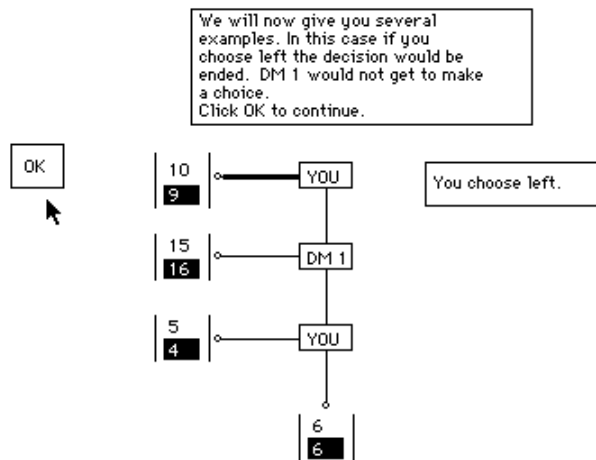 We will now give you several
examples. In this case if you
choose left the decision would be
ended. DM 1 would not get to make
a choice.
Click OK to continue.
OK
10
9
YOU
You choose left.
15
16
DM 1
5
4
YOU
6
6